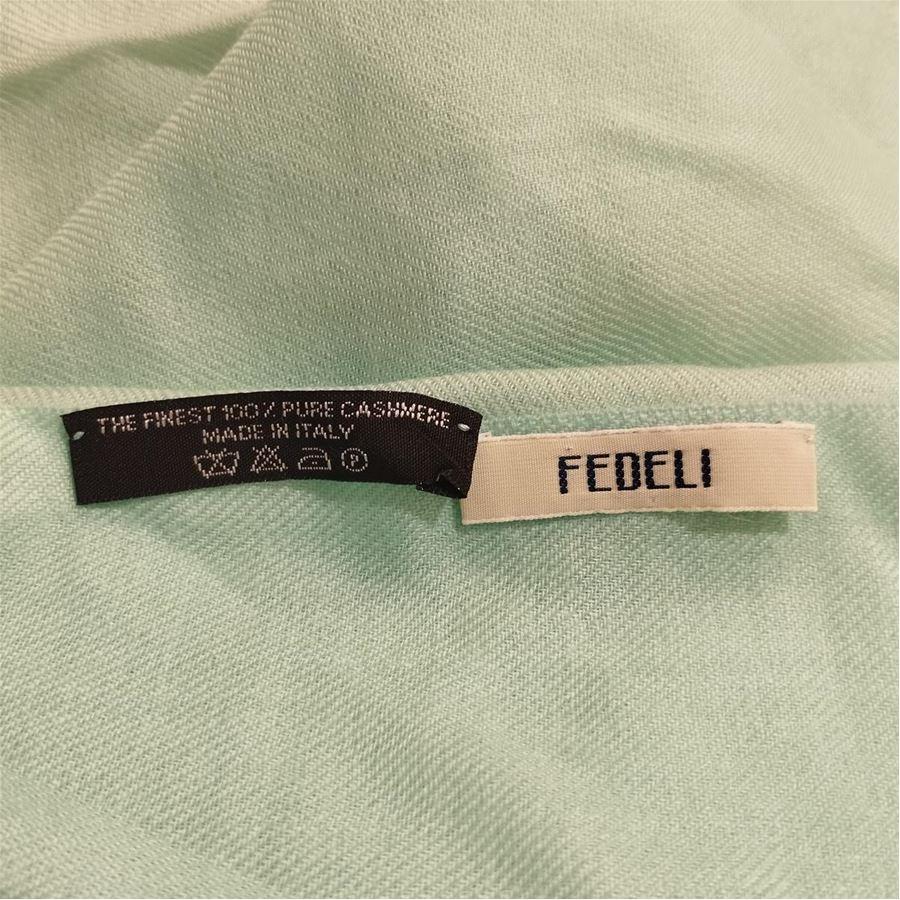 THE FINEST 100% PURE CASHMERE
MADE IN ITALY
P
FEDELI